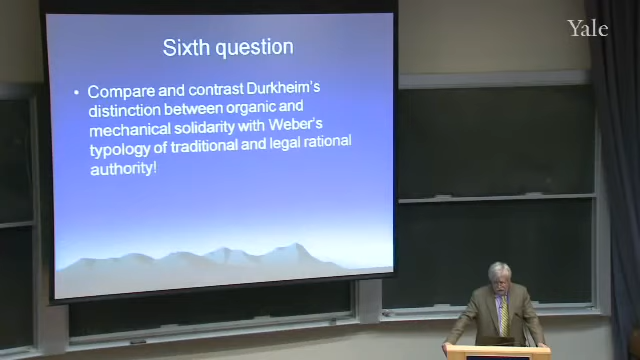 Yale
Sixth question
• Compare and contrast Durkheim's
distinction between organic and
mechanical solidarity with Weber's
typology of traditional and legal rational
authority!